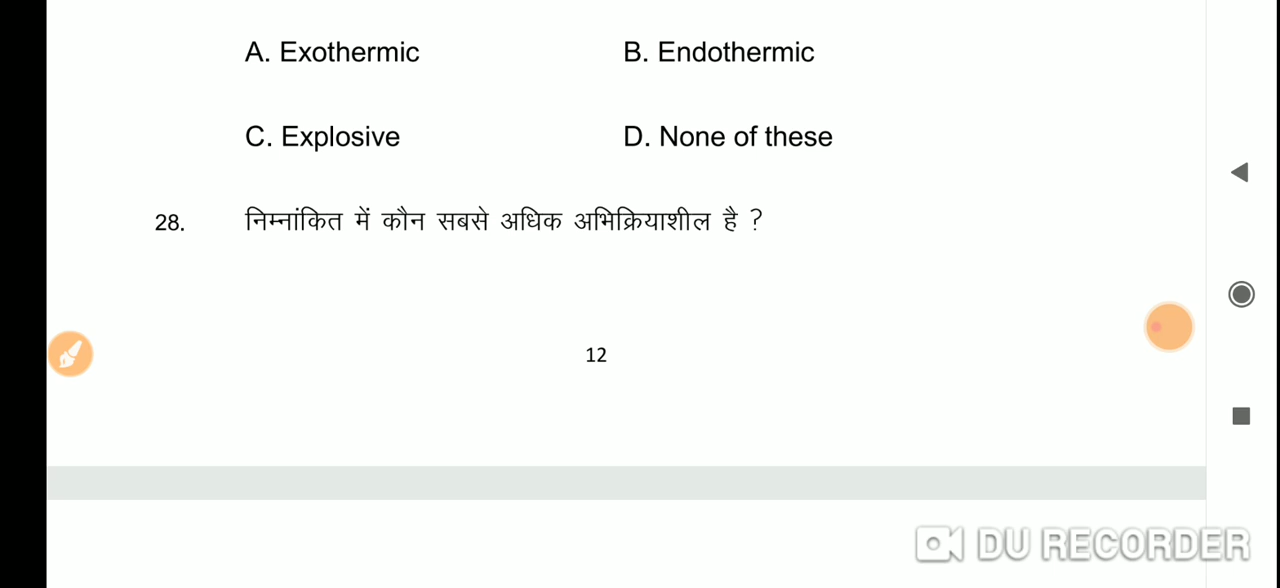 A. Exothermic B. Endothermic
C. Explosive D. None of these
28. निम्नांकित में कौन सबसे अधिक अभिक्रियाशील है ?
12
DU RECORDER